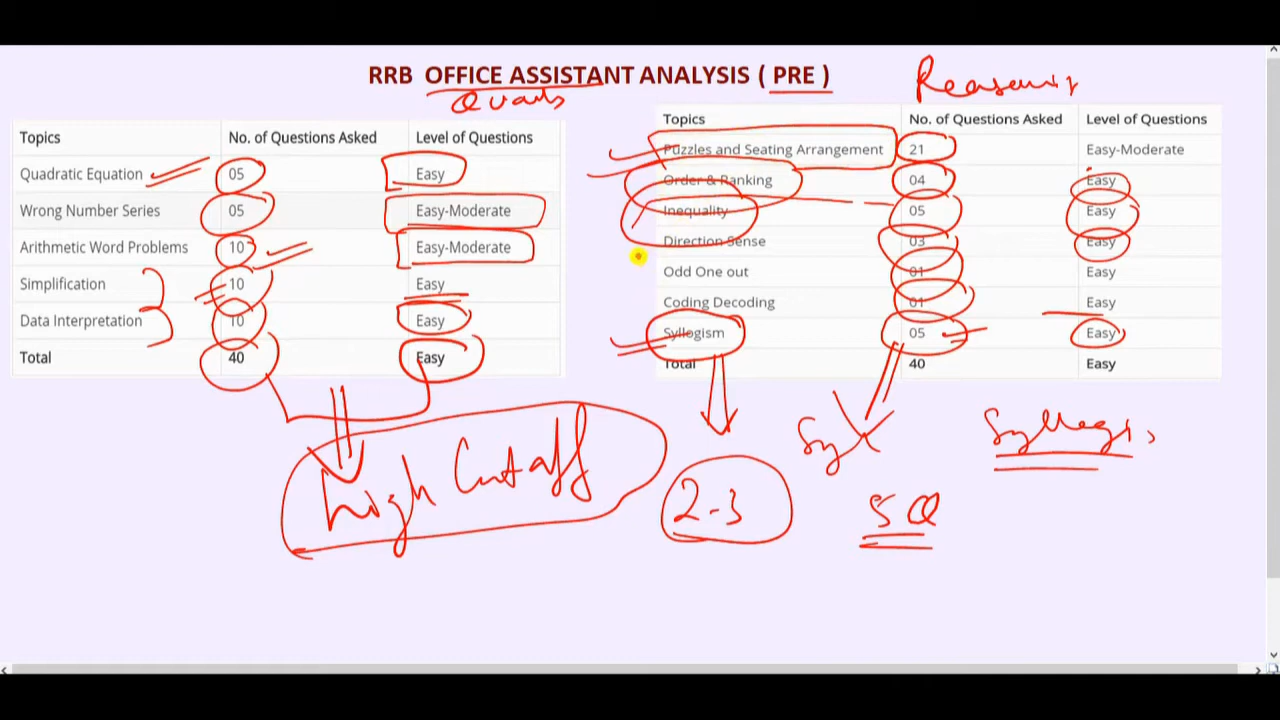 RRB OFFICE ASSISTANT ANALYSIS ( PRE )
Quants
Topics No. of Questions Asked Level of Questions
Quadratic Equation 05 Easy
Wrong Number Series 05 Easy-Moderate
Arithmetic Word Problems 10 Easy-Moderate
Simplification 10 Easy
Data Interpretation 10 Easy
Total 40 Easy
Reasoning
Topics No. of Questions Asked Level of Questions
Puzzles and Seating Arrangement 21 Easy-Moderate
Order & Ranking 04 Easy
Inequality 05 Easy
Direction Sense 03 Easy
Odd One out 01 Easy
Coding Decoding 01 Easy
Syllogism 05 Easy
Total 40 Easy
high Cut off
2-3
5 Q